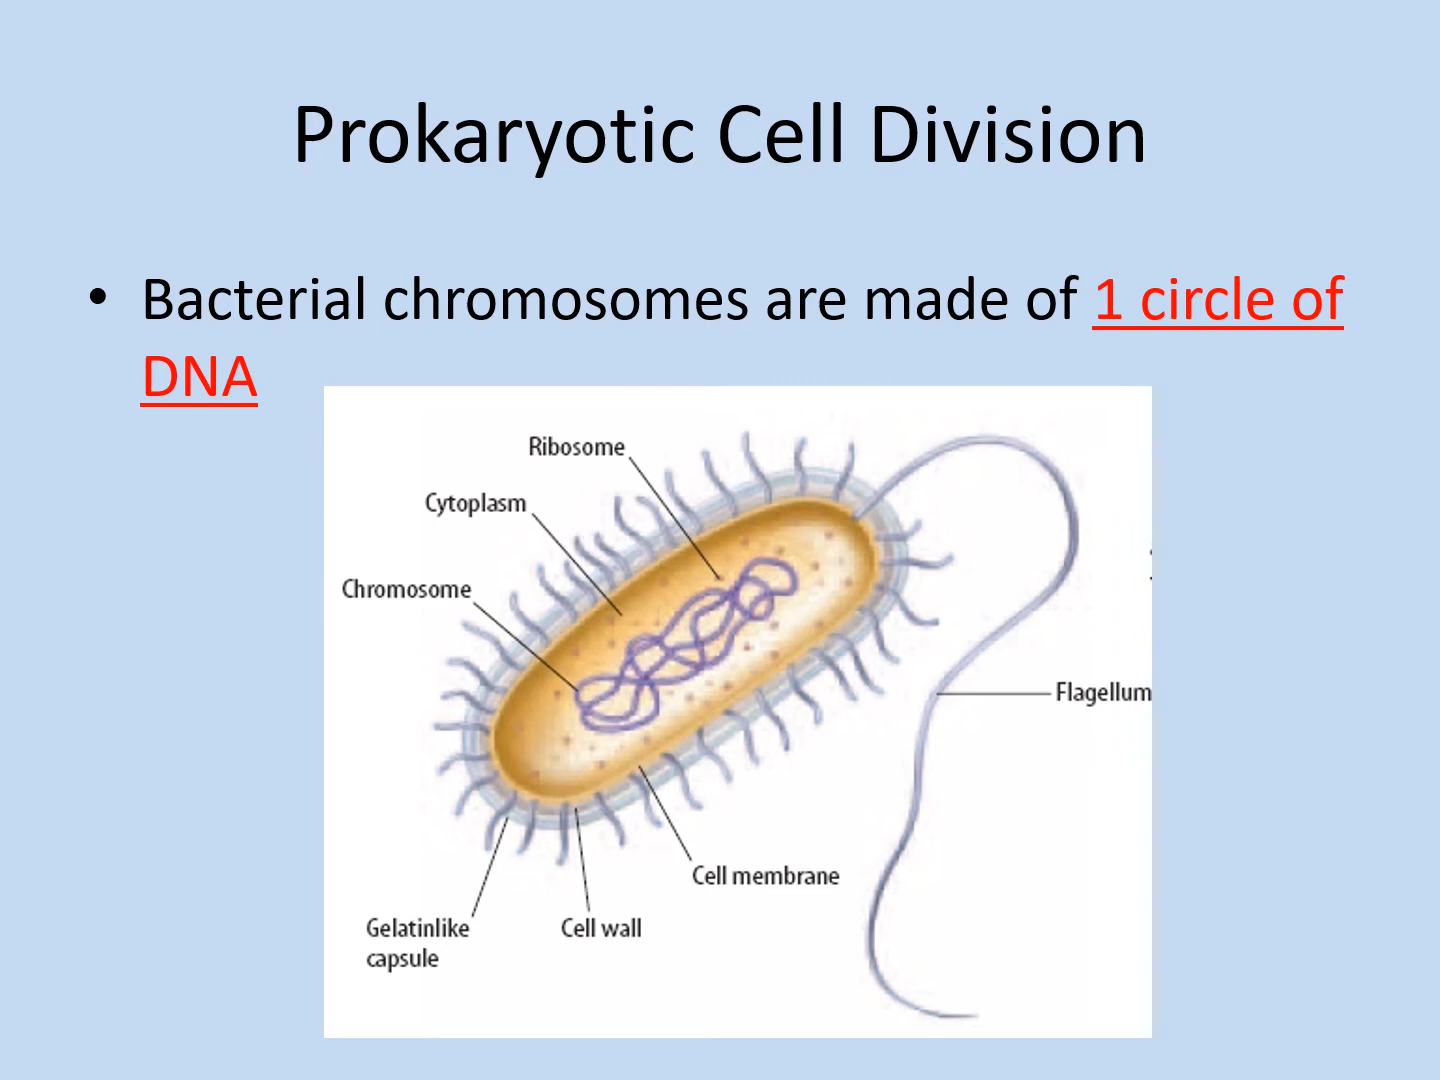 Prokaryotic Cell Division
• Bacterial chromosomes are made of 1 circle of
DNA
Ribosome
Cytoplasm
Chromosome
Flagellum
Cell membrane
Gelatinlike
capsule
Cell wall